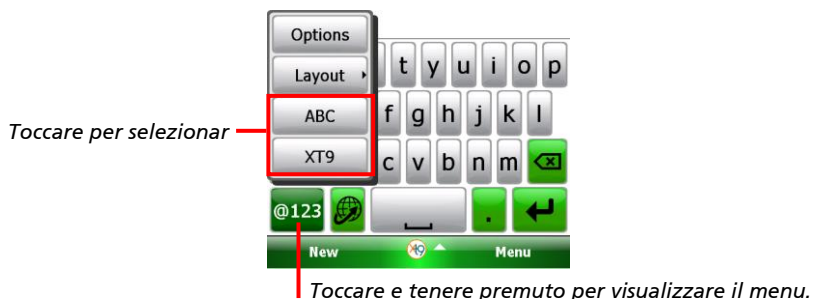 Options
Layout
t y u i o p
ABC
f g h j k l
Toccare per selezionar
XT9
c v b n m
@123 .
New Menu
Toccare e tenere premuto per visualizzare il menu.